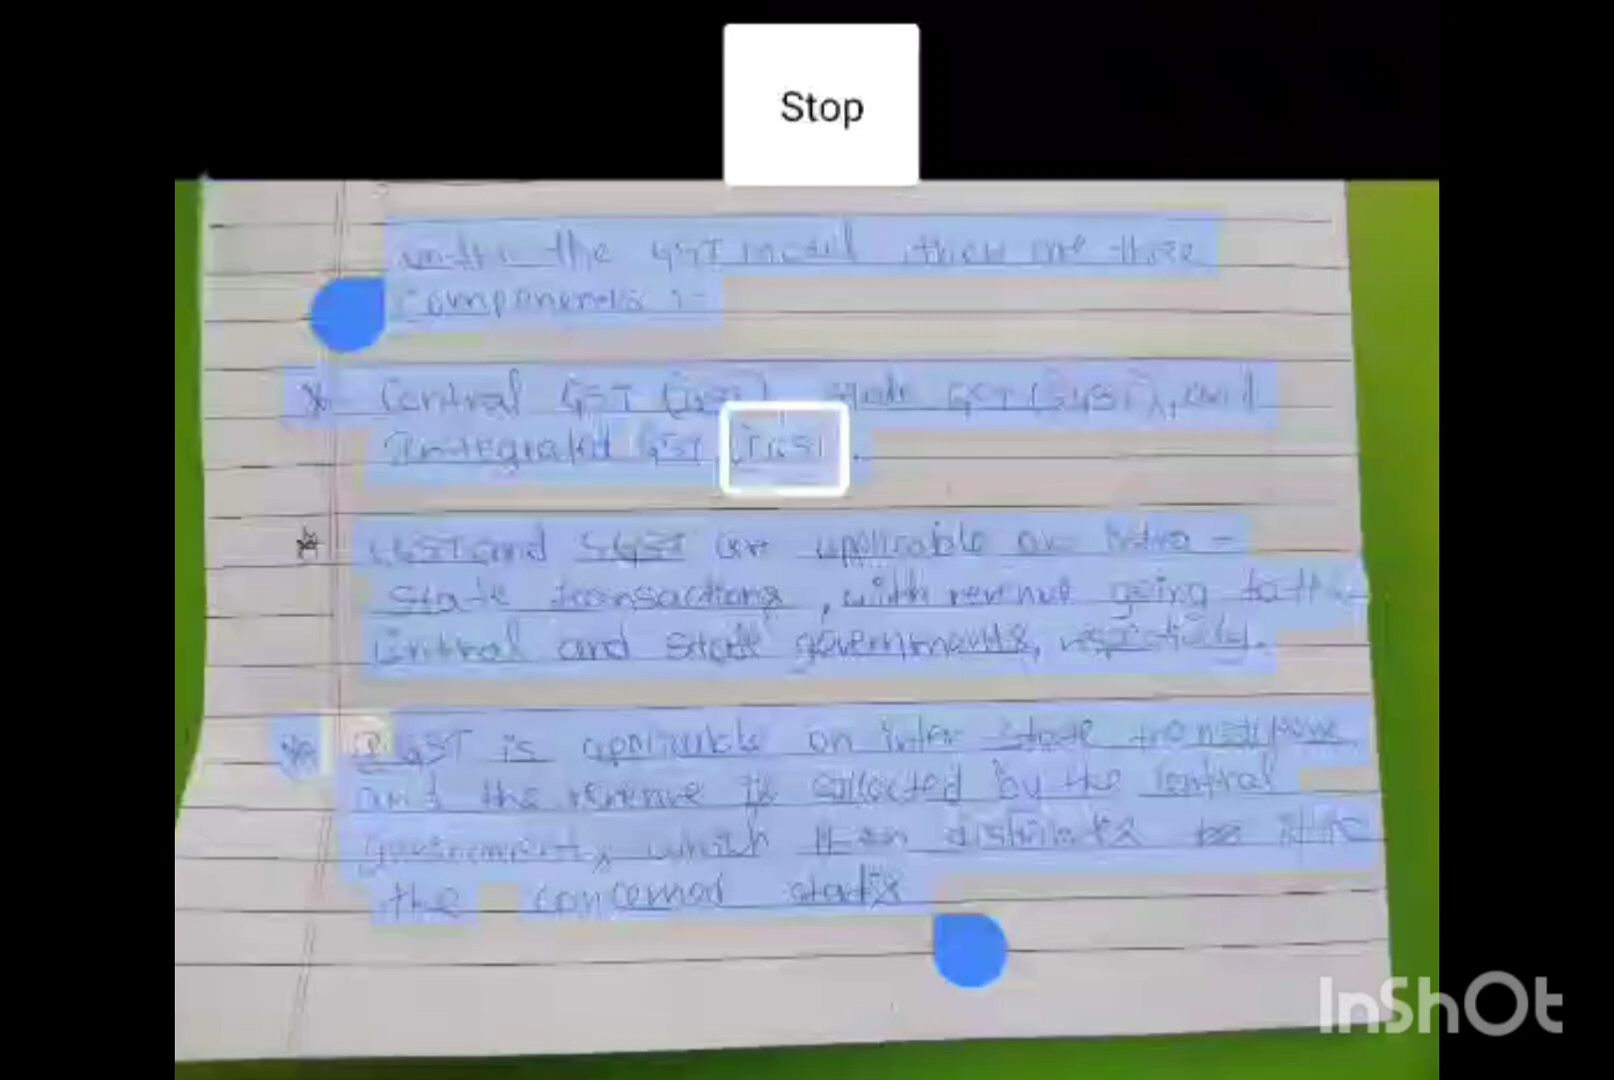 Stop
under the GST model, there are three
components :-
* Central GST (CGST), State GST (SGST), and
Integrated GST (IGST).
* CGST and SGST are applicable on intra-
state transactions, with revenue going to the
Central and state governments, respectively.
* IGST is applicable on inter state transactions
and the revenue is collected by the Central
government, which then distributes to
the concerned states
InShOt